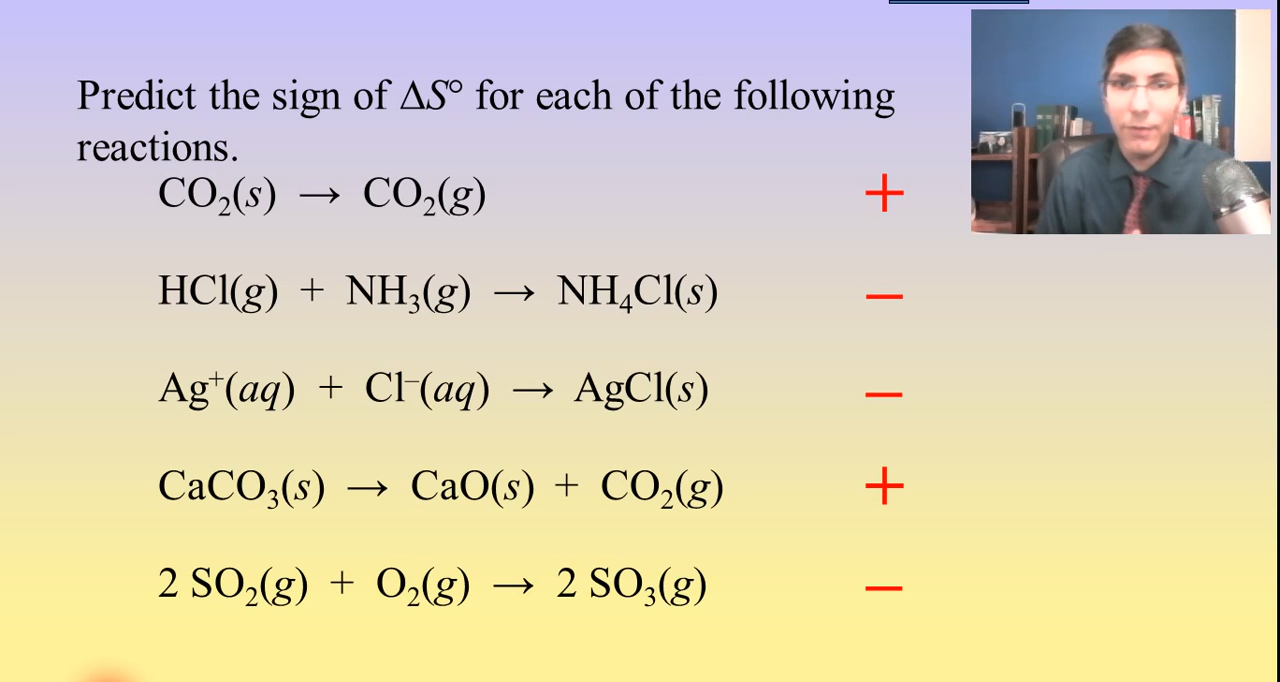 Predict the sign of ΔS° for each of the following
reactions.
CO₂(s) → CO₂(g) +
HCl(g) + NH₃(g) → NH₄Cl(s) –
Ag⁺(aq) + Cl⁻(aq) → AgCl(s) –
CaCO₃(s) → CaO(s) + CO₂(g) +
2 SO₂(g) + O₂(g) → 2 SO₃(g) –